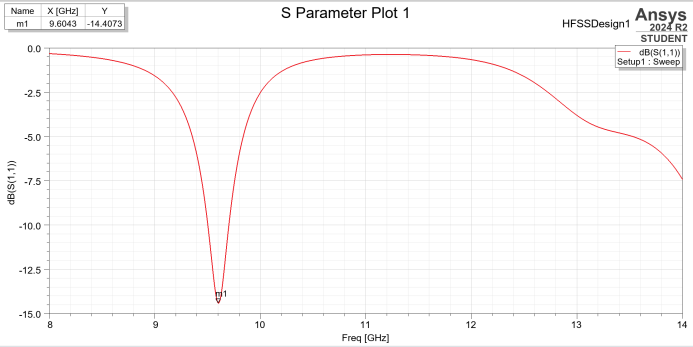 Name X [GHz] Y
m1 9.6043 -14.4073
S Parameter Plot 1
HFSSDesign1
Ansys
2024 R2
STUDENT
dB(S(1,1))
Setup1 : Sweep
dB(S(1,1))
0.0
-2.5
-5.0
-7.5
-10.0
-12.5
-15.0
m1
8 9 10 11 12 13 14
Freq [GHz]